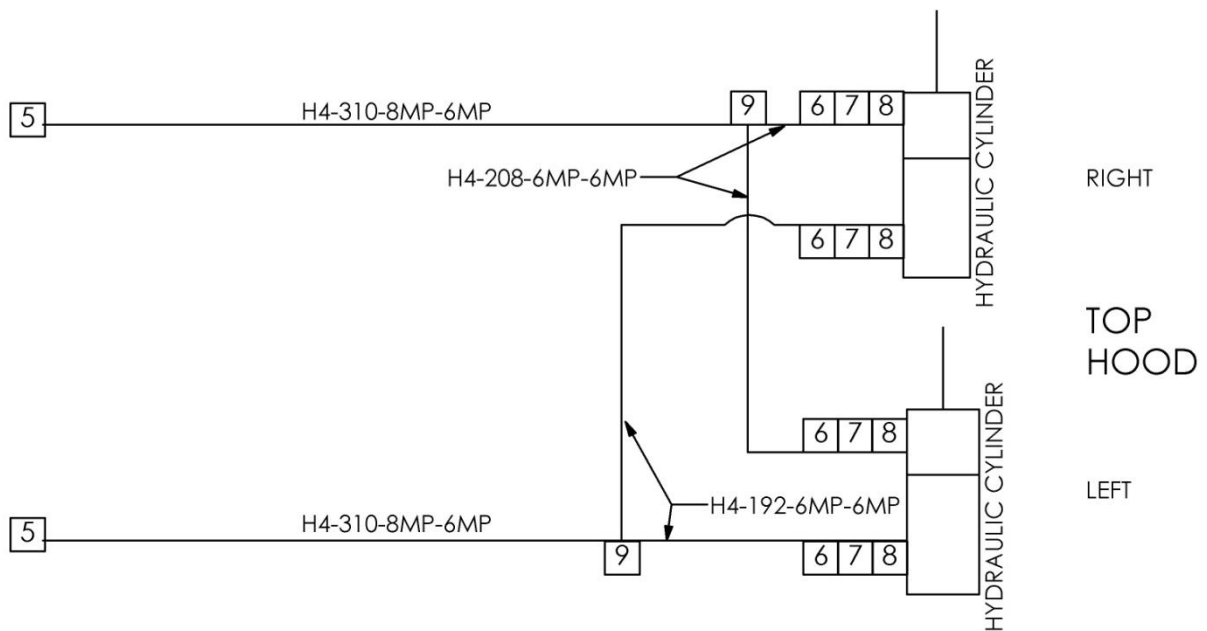 5
H4-310-8MP-6MP
9
6 7 8
HYDRAULIC CYLINDER
H4-208-6MP-6MP
RIGHT
6 7 8
TOP
HOOD
6 7 8
HYDRAULIC CYLINDER
LEFT
H4-192-6MP-6MP
5
H4-310-8MP-6MP
9
6 7 8